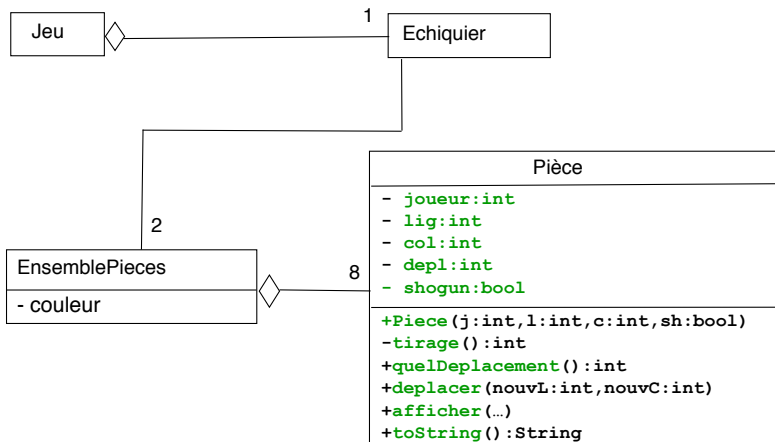 Jeu
1
Echiquier
2
EnsemblePieces
- couleur
8
Pièce
- joueur:int
- lig:int
- col:int
- depl:int
- shogun:bool
+Piece(j:int,l:int,c:int,sh:bool)
-tirage():int
+quelDeplacement():int
+deplacer(nouvL:int,nouvC:int)
+afficher(…)
+toString():String